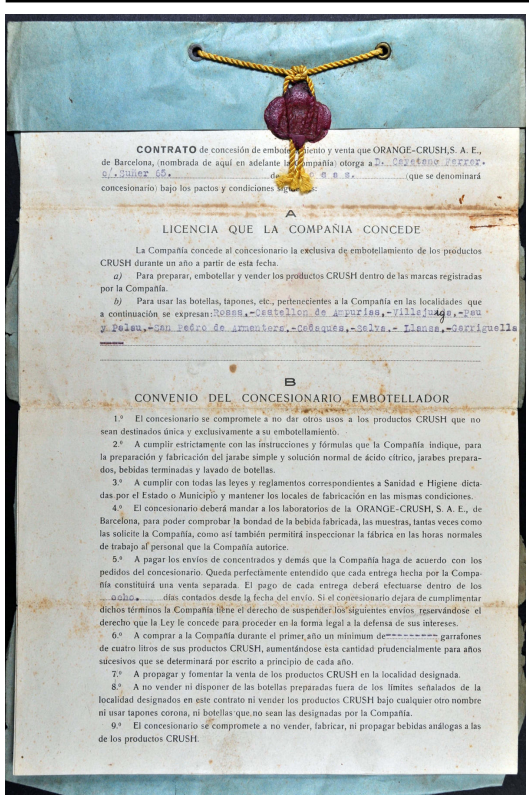 CONTRATO de concesión de embotellamiento y venta que ORANGE-CRUSH, S. A. E.,
de Barcelona, (nombrada de aquí en adelante la Compañía) otorga a D. Cayetano Ferrer.
c/. Suñer 65. de Rosas. (que se denominará
concesionario) bajo los pactos y condiciones siguientes:
A
LICENCIA QUE LA COMPAÑIA CONCEDE
La Compañía concede al concesionario la exclusiva de embotellamiento de los productos
CRUSH durante un año a partir de esta fecha.
a) Para preparar, embotellar y vender los productos CRUSH dentro de las marcas registradas
por la Compañía.
b) Para usar las botellas, tapones, etc., pertenecientes a la Compañía en las localidades que
a continuación se expresan: Rosas,-Castellon de Ampurias,-Villajuiga,-Pau
y Palau,-San Pedro de Armentera,-Cadaques,-Selva.- Llansa,-Garriguella
B
CONVENIO DEL CONCESIONARIO EMBOTELLADOR
1.º El concesionario se compromete a no dar otros usos a los productos CRUSH que no
sean destinados única y exclusivamente a su embotellamiento.
2.º A cumplir estrictamente con las instrucciones y fórmulas que la Compañía indique, para
la preparación y fabricación del jarabe simple y solución normal de ácido cítrico, jarabes prepara-
dos, bebidas terminadas y lavado de botellas.
3.º A cumplir con todas las leyes y reglamentos correspondientes a Sanidad e Higiene dicta-
das por el Estado o Municipio y mantener los locales de fabricación en las mismas condiciones.
4.º El concesionario deberá mandar a los laboratorios de la ORANGE-CRUSH, S. A. E., de
Barcelona, para poder comprobar la bondad de la bebida fabricada, las muestras, tantas veces como
las solicite la Compañía, como así también permitirá inspeccionar la fábrica en las horas normales
de trabajo al personal que la Compañía autorice.
5.º A pagar los envíos de concentrados y demás que la Compañía haga de acuerdo con los
pedidos del concesionario. Queda perfectamente entendido que cada entrega hecha por la Compa-
ñía constituirá una venta separada. El pago de cada entrega deberá efectuarse dentro de los
ocho. días contados desde la fecha del envío. Si el concesionario dejara de cumplimentar
dichos términos la Compañía tiene el derecho de suspender los siguientes envíos reservándose el
derecho que la Ley le concede para proceder en la forma legal a la defensa de sus intereses.
6.º A comprar a la Compañía durante el primer año un mínimum de--------- garrafones
de cuatro litros de sus productos CRUSH, aumentándose esta cantidad prudencialmente para años
sucesivos que se determinará por escrito a principio de cada año.
7.º A propagar y fomentar la venta de los productos CRUSH en la localidad designada.
8.º A no vender ni disponer de las botellas preparadas fuera de los límites señalados de la
localidad designados en este contrato ni vender los productos CRUSH bajo cualquier otro nombre
ni usar tapones corona, ni botellas que no sean las designadas por la Compañía.
9.º El concesionario se compromete a no vender, fabricar, ni propagar bebidas análogas a las
de los productos CRUSH.